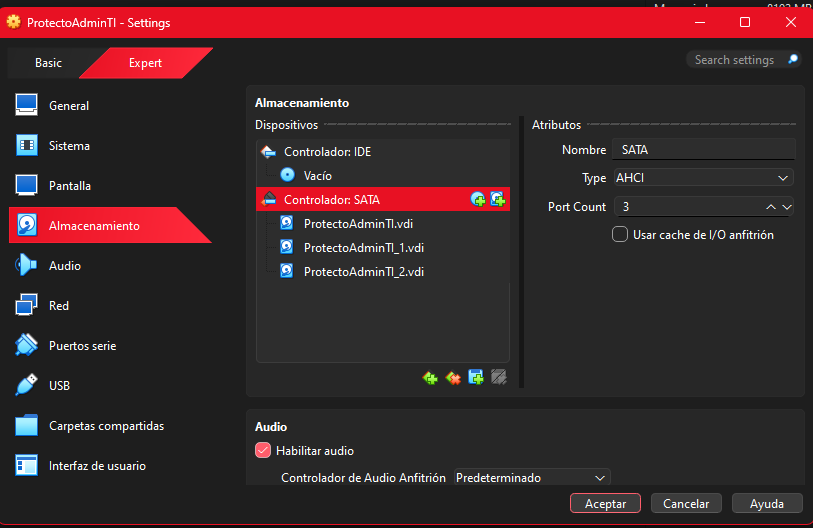 ProtectoAdminTI - Settings
Basic
Expert
Search settings
General
Sistema
Pantalla
Almacenamiento
Audio
Red
Puertos serie
USB
Carpetas compartidas
Interfaz de usuario
Almacenamiento
Dispositivos
Controlador: IDE
Vacío
Controlador: SATA
ProtectoAdminTI.vdi
ProtectoAdminTI_1.vdi
ProtectoAdminTI_2.vdi
Atributos
Nombre SATA
Type AHCI
Port Count 3
Usar cache de I/O anfitrión
Audio
Habilitar audio
Controlador de Audio Anfitrión Predeterminado
Aceptar
Cancelar
Ayuda